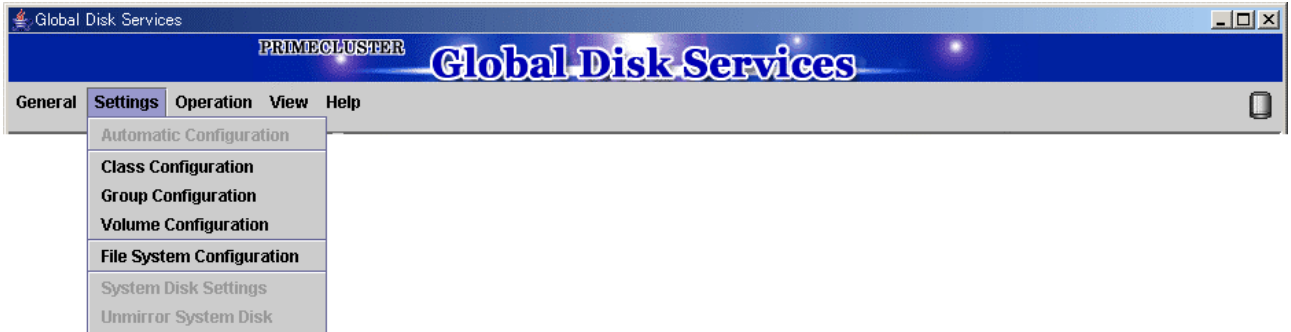 Global Disk Services
PRIMECLUSTER
Global Disk Services
General Settings Operation View Help
Automatic Configuration
Class Configuration
Group Configuration
Volume Configuration
File System Configuration
System Disk Settings
Unmirror System Disk